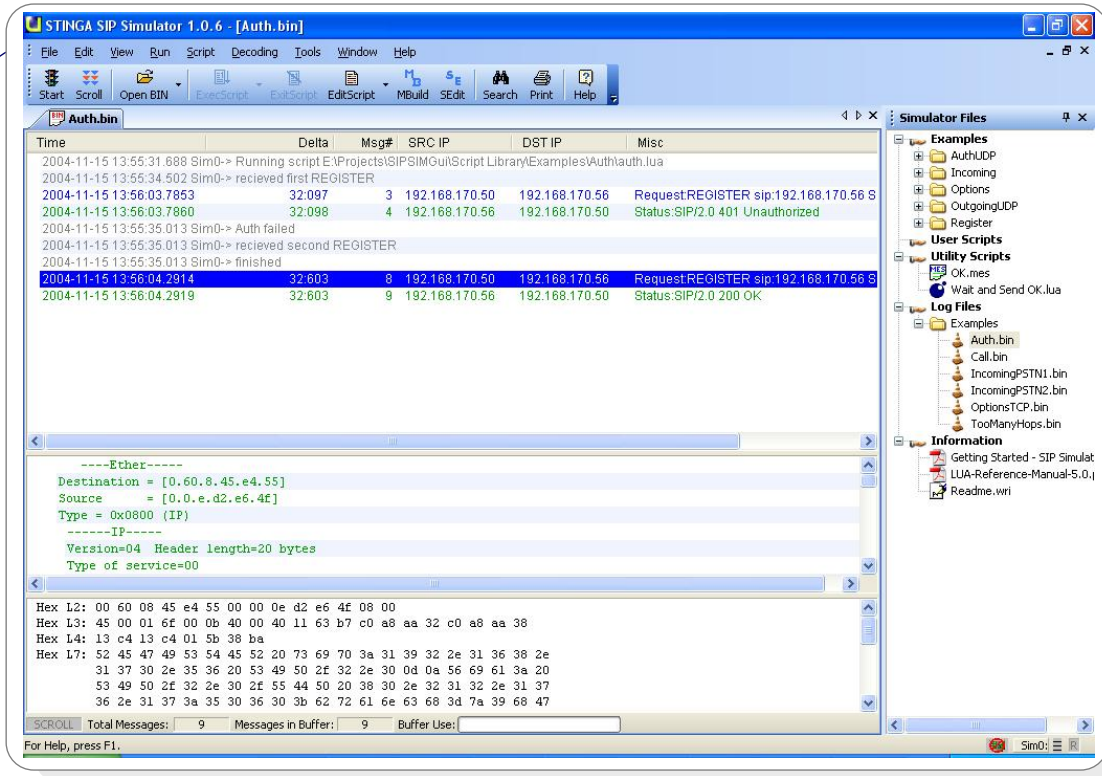 STINGA SIP Simulator 1.0.6 - [Auth.bin]
File Edit View Run Script Decoding Tools Window Help
Start Scroll Open BIN ExecScript ExitScript EditScript MBuild SEdit Search Print Help
Auth.bin
Time Delta Msg# SRC IP DST IP Misc
2004-11-15 13:55:31.688 Sim0-> Running script E:\Projects\SIPSIMGui\Script Library\Examples\Auth\auth.lua
2004-11-15 13:55:34.502 Sim0-> recieved first REGISTER
2004-11-15 13:56:03.7853 32:097 3 192.168.170.50 192.168.170.56 Request:REGISTER sip:192.168.170.56 S
2004-11-15 13:56:03.7860 32:098 4 192.168.170.56 192.168.170.50 Status:SIP/2.0 401 Unauthorized
2004-11-15 13:55:35.013 Sim0-> Auth failed
2004-11-15 13:55:35.013 Sim0-> recieved second REGISTER
2004-11-15 13:55:35.013 Sim0-> finished
2004-11-15 13:56:04.2914 32:603 8 192.168.170.50 192.168.170.56 Request:REGISTER sip:192.168.170.56 S
2004-11-15 13:56:04.2919 32:603 9 192.168.170.56 192.168.170.50 Status:SIP/2.0 200 OK
----Ether-----
Destination = [0.60.8.45.e4.55]
Source = [0.0.e.d2.e6.4f]
Type = 0x0800 (IP)
------IP-----
Version=04 Header length=20 bytes
Type of service=00
Hex L2: 00 60 08 45 e4 55 00 00 0e d2 e6 4f 08 00
Hex L3: 45 00 01 6f 00 0b 40 00 40 11 63 b7 c0 a8 aa 32 c0 a8 aa 38
Hex L4: 13 c4 13 c4 01 5b 38 ba
Hex L7: 52 45 47 49 53 54 45 52 20 73 69 70 3a 31 39 32 2e 31 36 38 2e
31 37 30 2e 35 36 20 53 49 50 2f 32 2e 30 0d 0a 56 69 61 3a 20
53 49 50 2f 32 2e 30 2f 55 44 50 20 38 30 2e 32 31 32 2e 31 37
36 2e 31 37 3a 35 30 36 30 3b 62 72 61 6e 63 68 3d 7a 39 68 47
SCROLL Total Messages: 9 Messages in Buffer: 9 Buffer Use:
Simulator Files
Examples
AuthUDP
Incoming
Options
OutgoingUDP
Register
User Scripts
Utility Scripts
OK.mes
Wait and Send OK.lua
Log Files
Examples
Auth.bin
Call.bin
IncomingPSTN1.bin
IncomingPSTN2.bin
OptionsTCP.bin
TooManyHops.bin
Information
Getting Started - SIP Simulat
LUA-Reference-Manual-5.0.p
Readme.wri
For Help, press F1.
Sim0: R